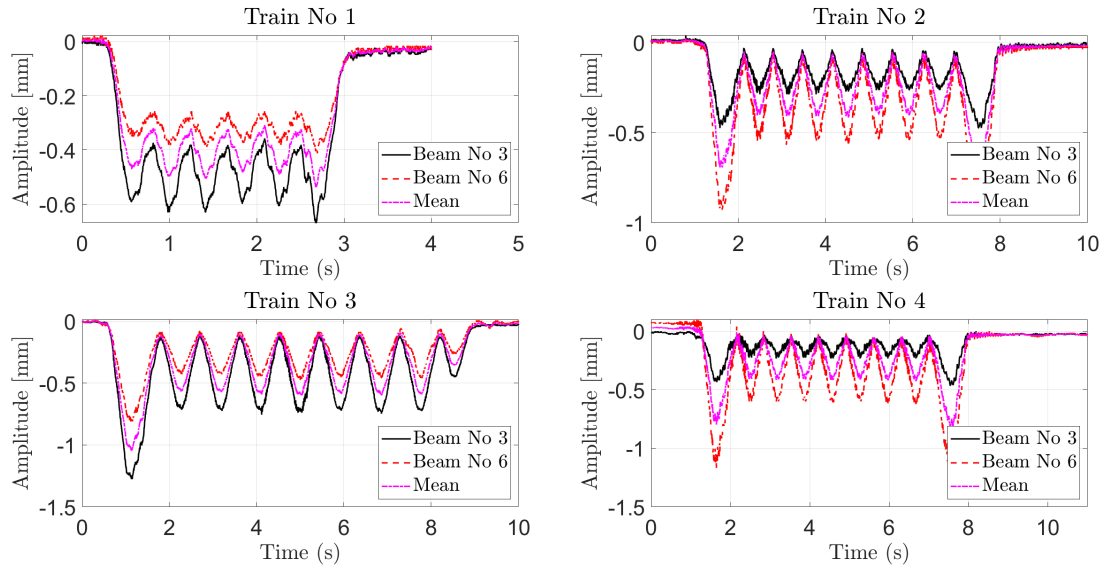 Train No 1
0
-0.2
-0.4
-0.6
Amplitude [mm]
Beam No 3
Beam No 6
Mean
0 1 2 3 4 5
Time (s)
Train No 2
0
-0.5
-1
Amplitude [mm]
Beam No 3
Beam No 6
Mean
0 2 4 6 8 10
Time (s)
Train No 3
0
-0.5
-1
-1.5
Amplitude [mm]
Beam No 3
Beam No 6
Mean
0 2 4 6 8 10
Time (s)
Train No 4
0
-0.5
-1
-1.5
Amplitude [mm]
Beam No 3
Beam No 6
Mean
0 2 4 6 8 10
Time (s)